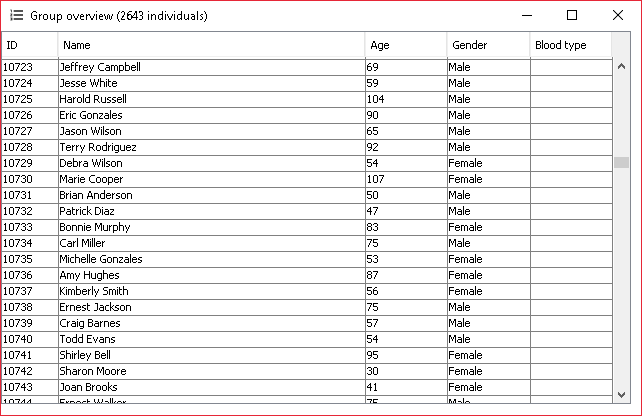 Group overview (2643 individuals)
ID Name Age Gender Blood type
10723 Jeffrey Campbell 69 Male
10724 Jesse White 59 Male
10725 Harold Russell 104 Male
10726 Eric Gonzales 90 Male
10727 Jason Wilson 65 Male
10728 Terry Rodriguez 92 Male
10729 Debra Wilson 54 Female
10730 Marie Cooper 107 Female
10731 Brian Anderson 50 Male
10732 Patrick Diaz 47 Male
10733 Bonnie Murphy 83 Female
10734 Carl Miller 75 Male
10735 Michelle Gonzales 53 Female
10736 Amy Hughes 87 Female
10737 Kimberly Smith 56 Female
10738 Ernest Jackson 75 Male
10739 Craig Barnes 57 Male
10740 Todd Evans 54 Male
10741 Shirley Bell 95 Female
10742 Sharon Moore 30 Female
10743 Joan Brooks 41 Female
10744 Ernest Walker 75 Male